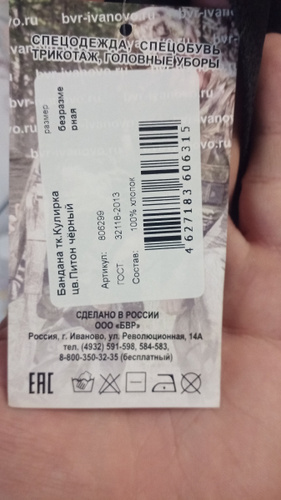 bvr-ivanovo.ru
СПЕЦОДЕЖДА, СПЕЦОБУВЬ
ТРИКОТАЖ, ГОЛОВНЫЕ УБОРЫ
Бандана тк.Кулирка
цв.Питон чёрный
размер
безразме
рная
Артикул: 806299
ГОСТ 32118-2013
Состав: 100% хлопок
4 627183 606315
СДЕЛАНО В РОССИИ
ООО «БВР»
Россия, г. Иваново, ул. Революционная, 14А
тел. (4932) 591-598, 584-583,
8-800-350-32-35 (бесплатный)
ЕАС